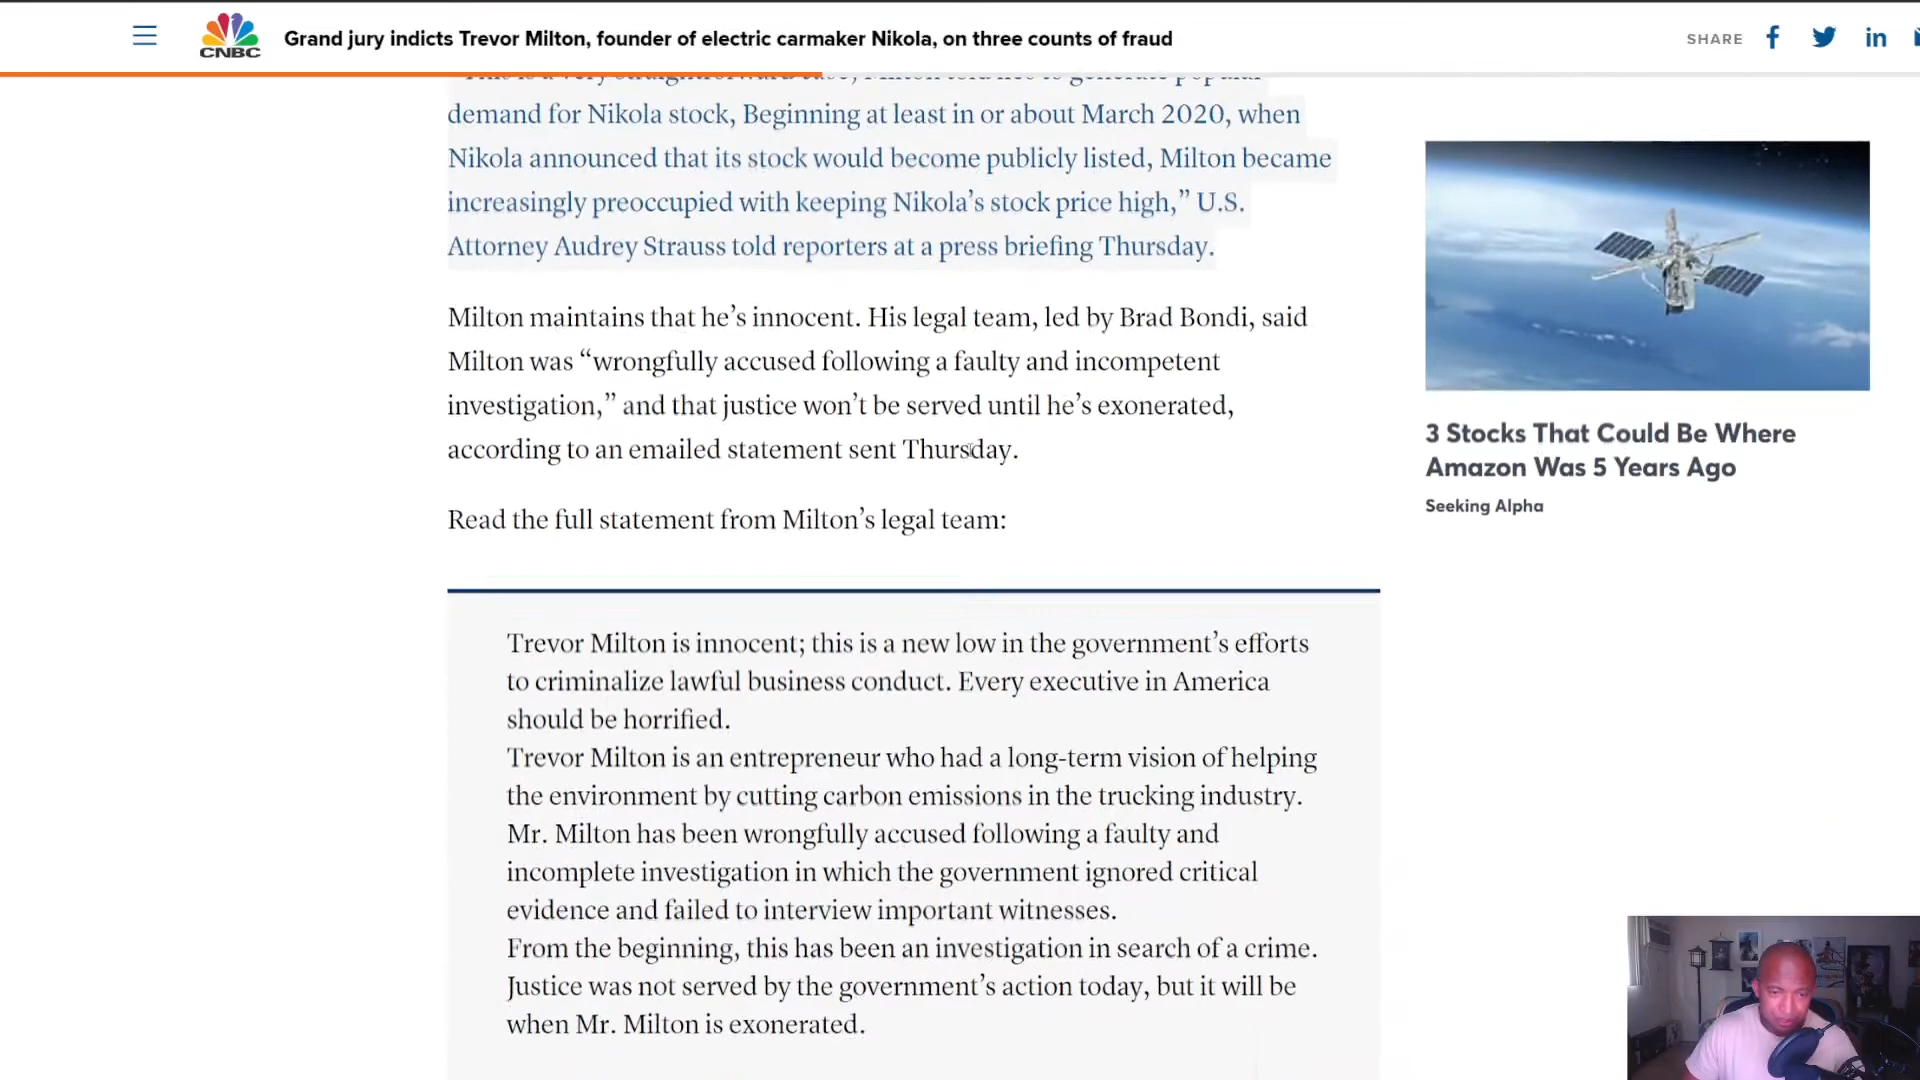 CNBC
Grand jury indicts Trevor Milton, founder of electric carmaker Nikola, on three counts of fraud
SHARE
demand for Nikola stock, Beginning at least in or about March 2020, when
Nikola announced that its stock would become publicly listed, Milton became
increasingly preoccupied with keeping Nikola’s stock price high,” U.S.
Attorney Audrey Strauss told reporters at a press briefing Thursday.
Milton maintains that he’s innocent. His legal team, led by Brad Bondi, said
Milton was “wrongfully accused following a faulty and incompetent
investigation,” and that justice won’t be served until he’s exonerated,
according to an emailed statement sent Thursday.
Read the full statement from Milton’s legal team:
Trevor Milton is innocent; this is a new low in the government’s efforts
to criminalize lawful business conduct. Every executive in America
should be horrified.
Trevor Milton is an entrepreneur who had a long-term vision of helping
the environment by cutting carbon emissions in the trucking industry.
Mr. Milton has been wrongfully accused following a faulty and
incomplete investigation in which the government ignored critical
evidence and failed to interview important witnesses.
From the beginning, this has been an investigation in search of a crime.
Justice was not served by the government’s action today, but it will be
when Mr. Milton is exonerated.
3 Stocks That Could Be Where
Amazon Was 5 Years Ago
Seeking Alpha